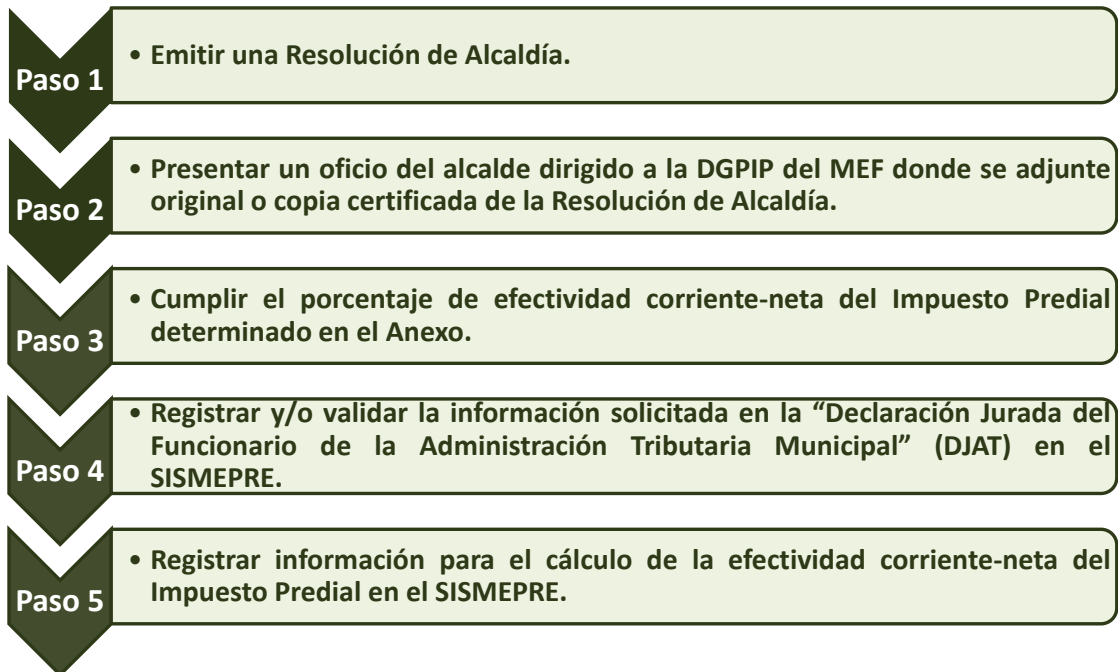 Paso 1
• Emitir una Resolución de Alcaldía.
Paso 2
• Presentar un oficio del alcalde dirigido a la DGPIP del MEF donde se adjunte
original o copia certificada de la Resolución de Alcaldía.
Paso 3
• Cumplir el porcentaje de efectividad corriente-neta del Impuesto Predial
determinado en el Anexo.
Paso 4
• Registrar y/o validar la información solicitada en la “Declaración Jurada del
Funcionario de la Administración Tributaria Municipal” (DJAT) en el
SISMEPRE.
Paso 5
• Registrar información para el cálculo de la efectividad corriente-neta del
Impuesto Predial en el SISMEPRE.